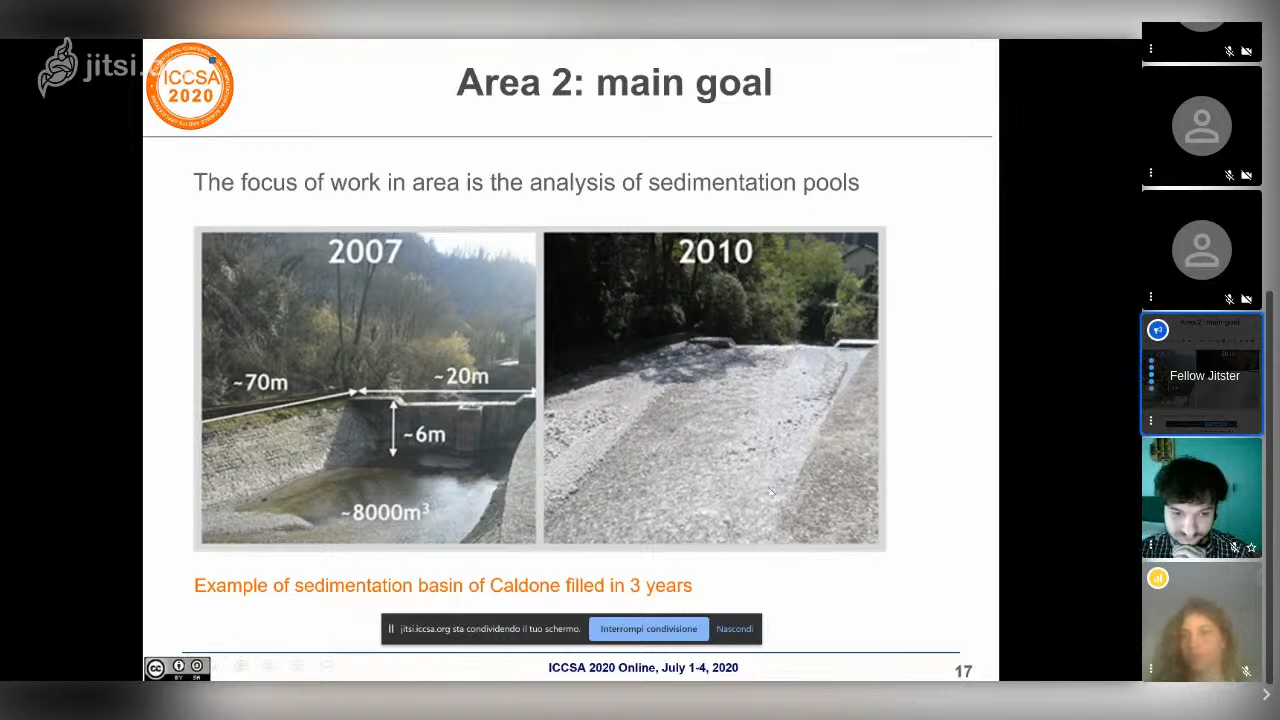 jitsi.
ICCSA
2020
Area 2: main goal
The focus of work in area is the analysis of sedimentation pools
2007
~70m
~20m
~6m
~8000m³
2010
Example of sedimentation basin of Caldone filled in 3 years
jitsi.iccsa.org sta condividendo il tuo schermo.
Interrompi condivisione
Nascondi
ICCSA 2020 Online, July 1-4, 2020
17
cc
BY SA
Area 2: main goal
Fellow Jitster